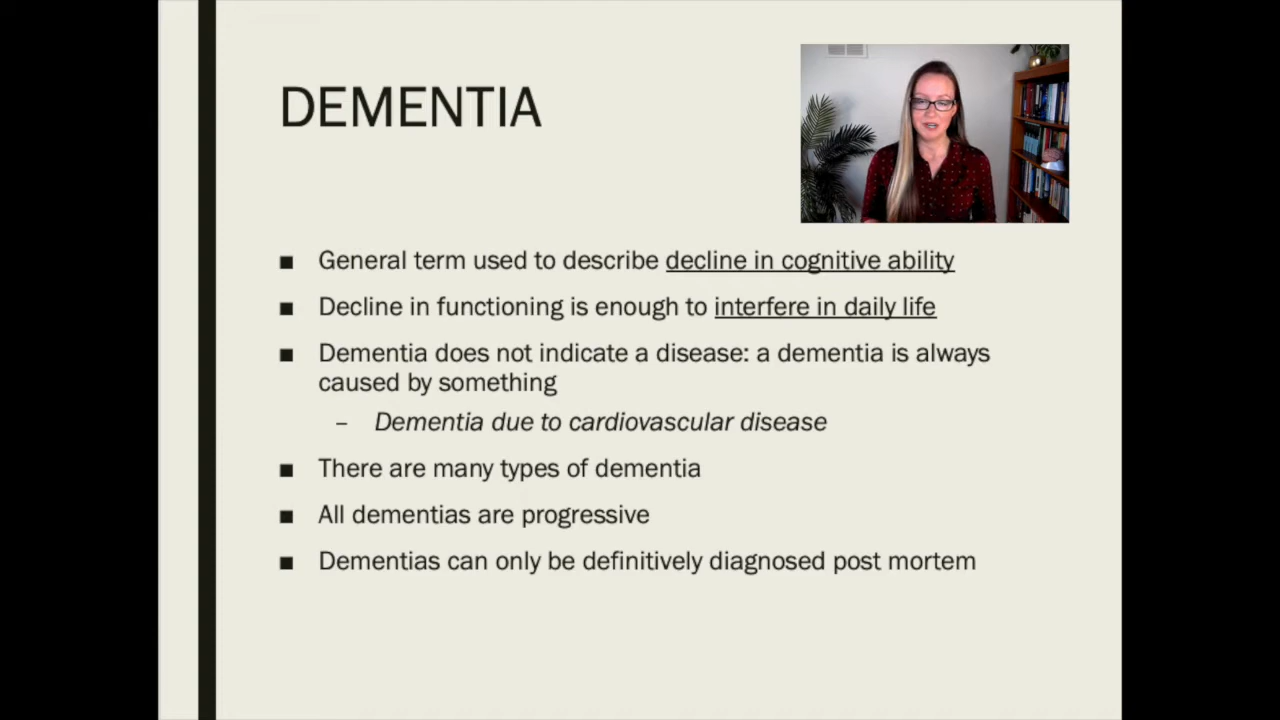 DEMENTIA
■ General term used to describe decline in cognitive ability
■ Decline in functioning is enough to interfere in daily life
■ Dementia does not indicate a disease: a dementia is always
caused by something
– Dementia due to cardiovascular disease
■ There are many types of dementia
■ All dementias are progressive
■ Dementias can only be definitively diagnosed post mortem